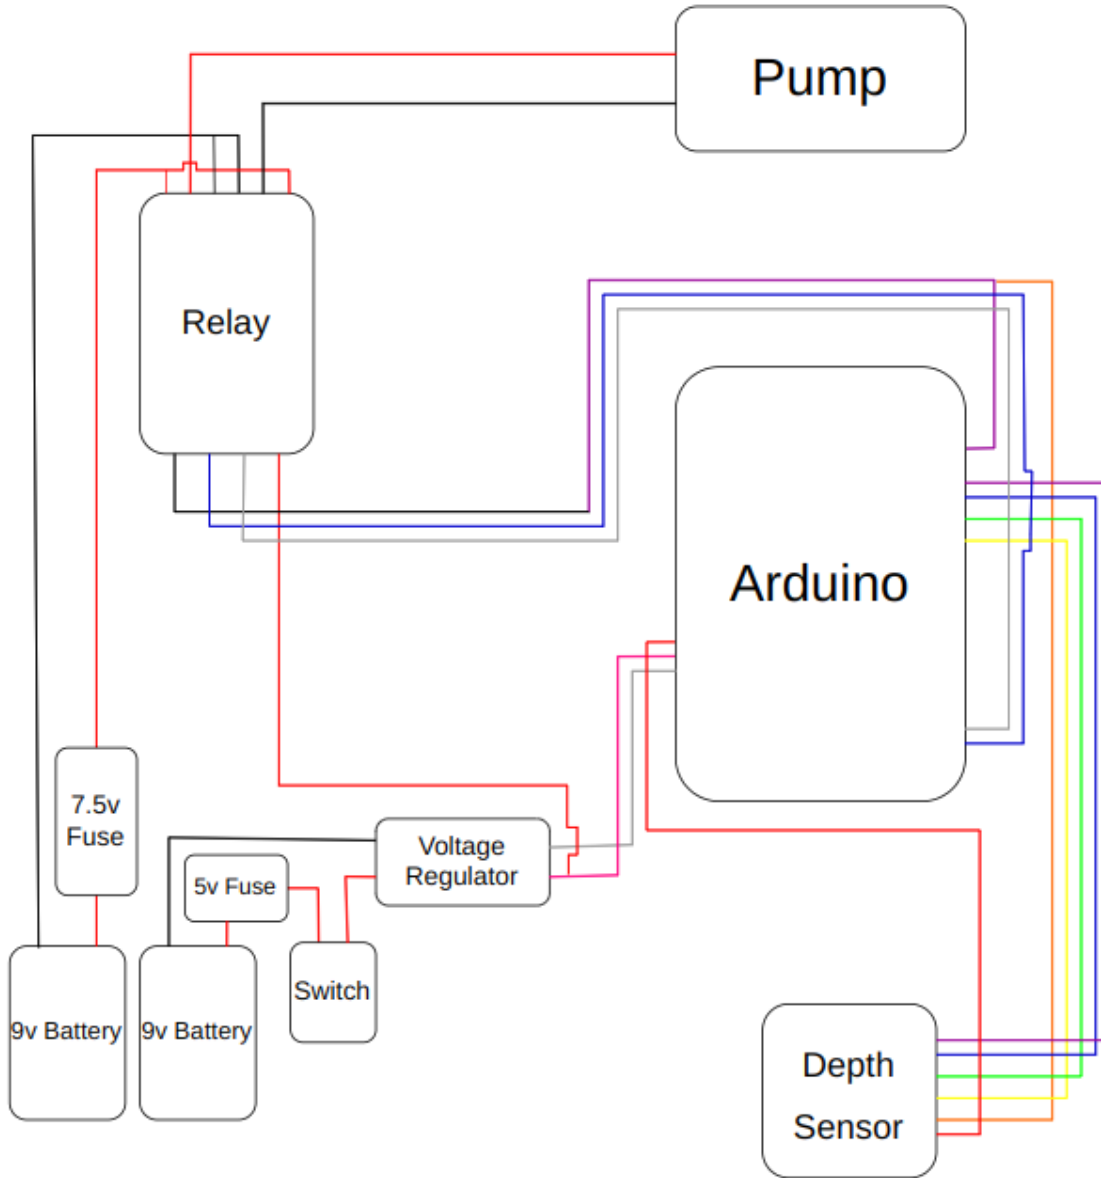 Pump
Relay
Arduino
7.5v
Fuse
Voltage
Regulator
5v Fuse
Switch
9v Battery
9v Battery
Depth
Sensor